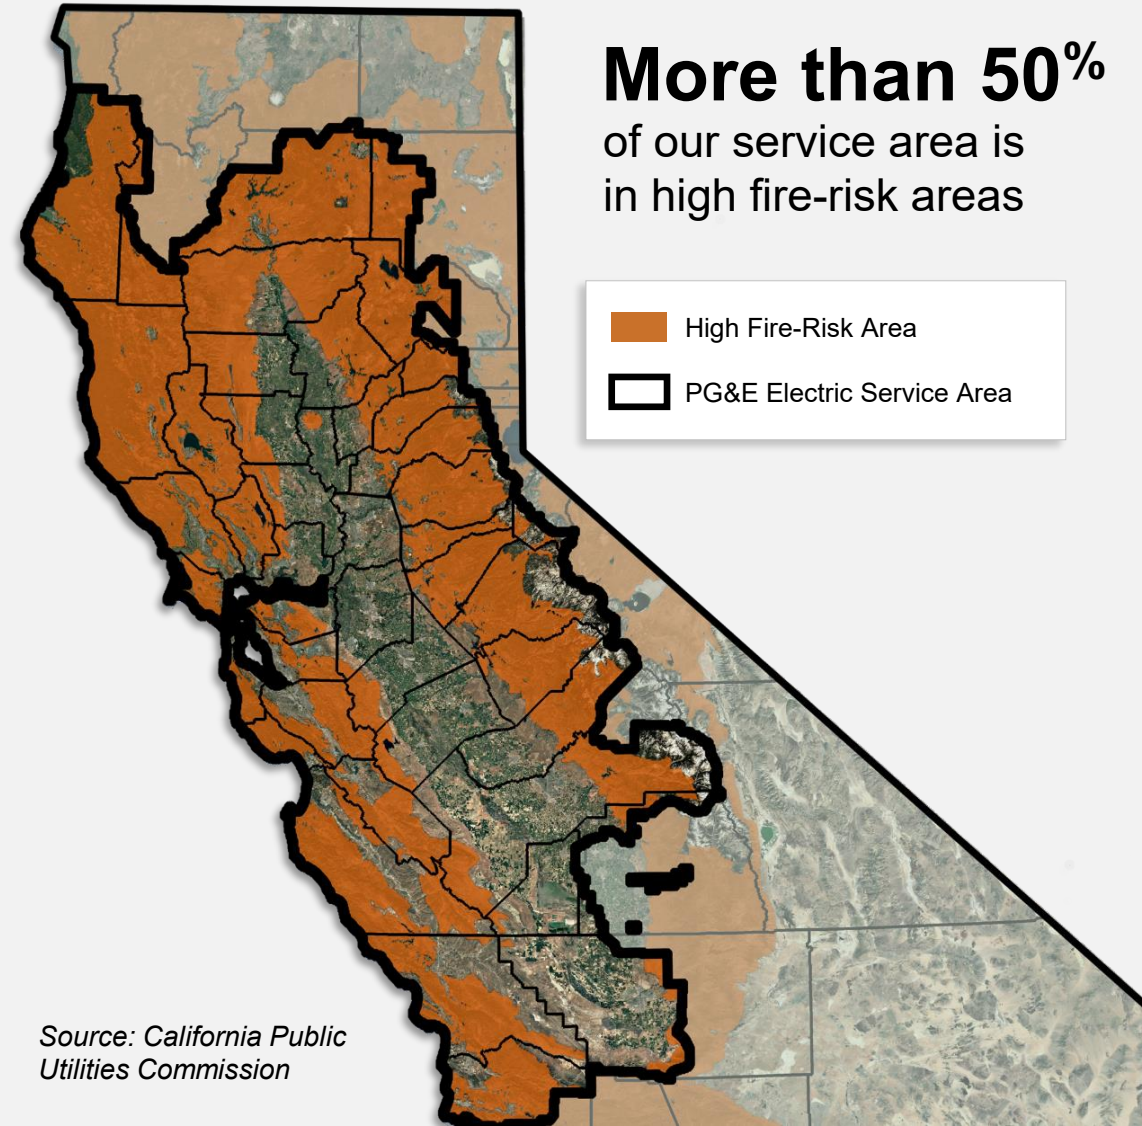 More than 50%
of our service area is
in high fire-risk areas
High Fire-Risk Area
PG&E Electric Service Area
Source: California Public
Utilities Commission